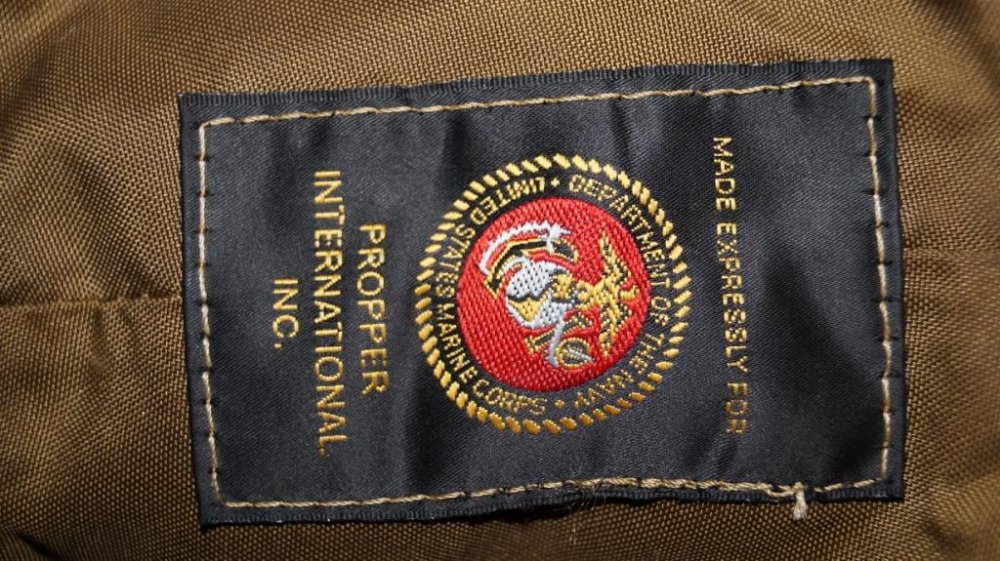 MADE EXPRESSLY FOR
DEPARTMENT OF THE NAVY
• UNITED STATES MARINE CORPS •
PROPPER
INTERNATIONAL
INC.